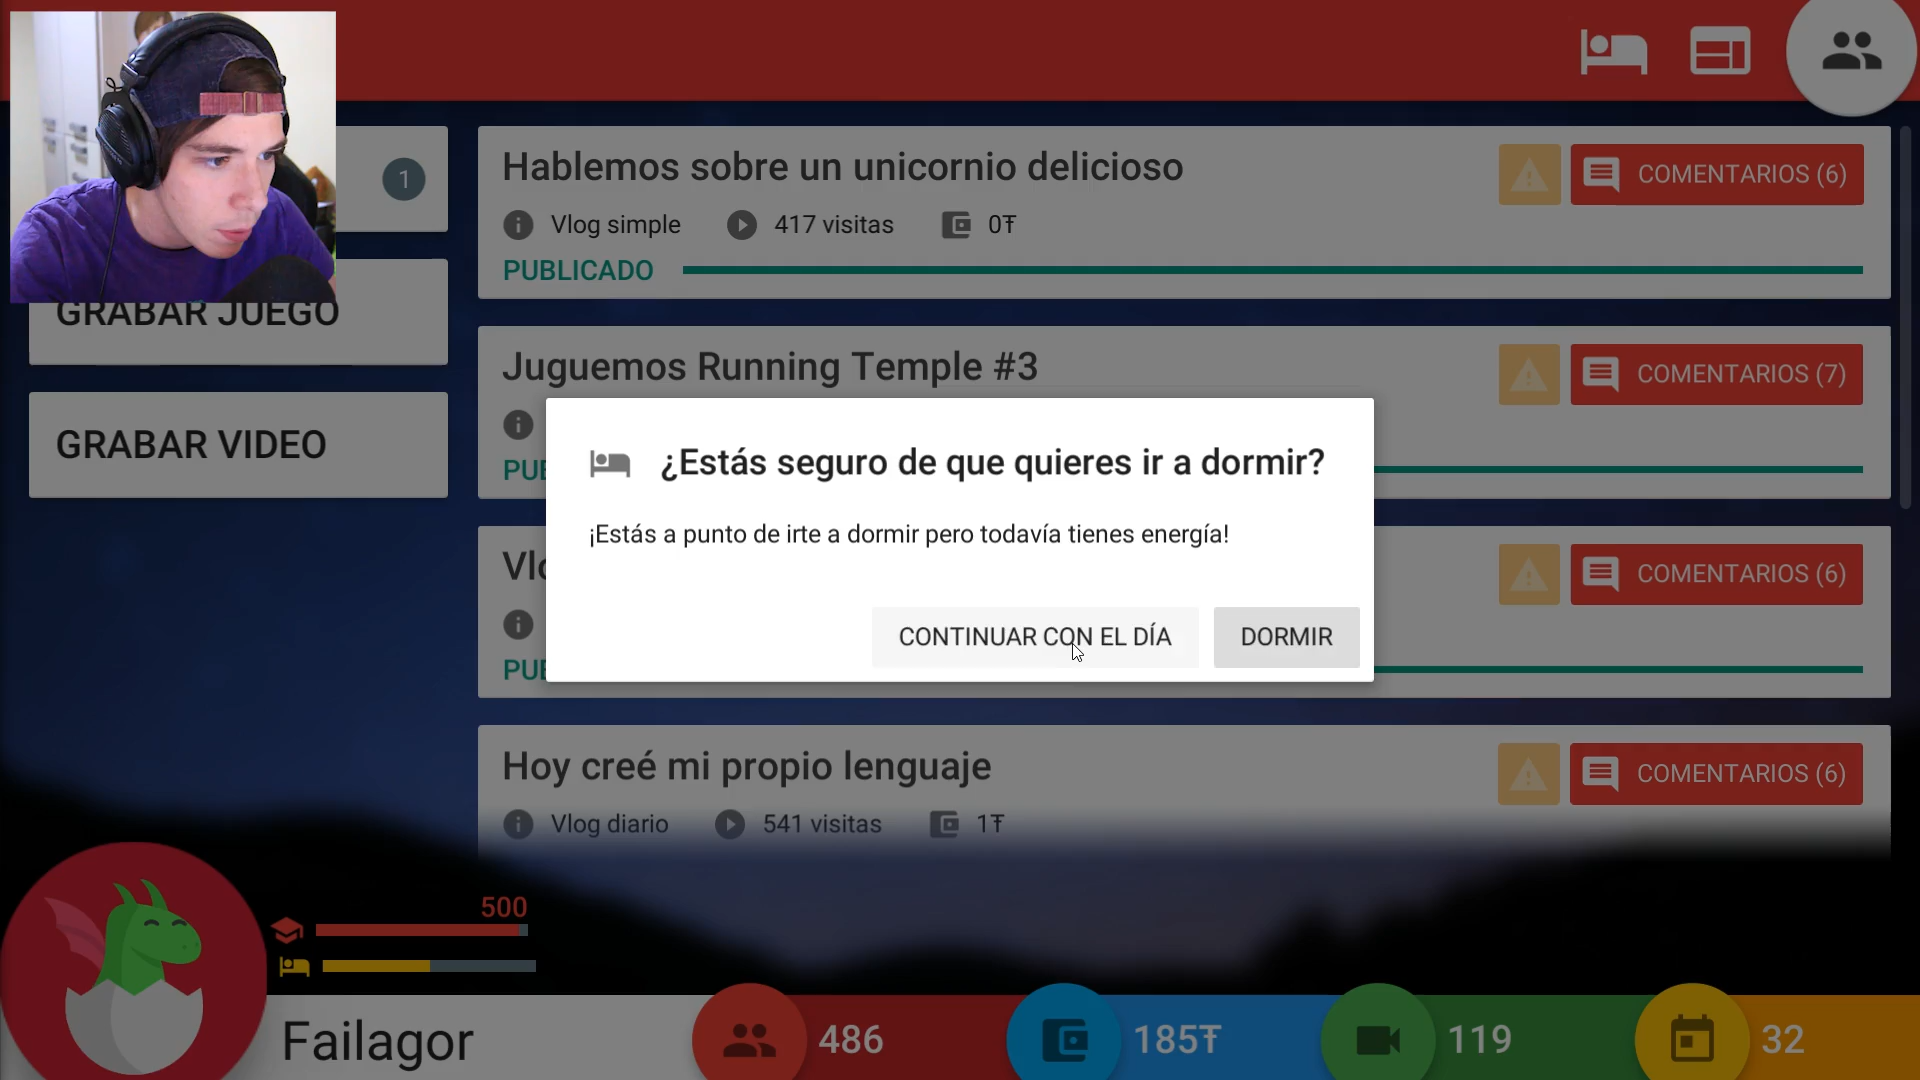 1
GRABAR JUEGO
GRABAR VIDEO
Hablemos sobre un unicornio delicioso
COMENTARIOS (6)
Vlog simple 417 visitas 0Ŧ
PUBLICADO
Juguemos Running Temple #3
COMENTARIOS (7)
PUB
¿Estás seguro de que quieres ir a dormir?
¡Estás a punto de irte a dormir pero todavía tienes energía!
CONTINUAR CON EL DÍA DORMIR
Vlo
COMENTARIOS (6)
PUB
Hoy creé mi propio lenguaje
COMENTARIOS (6)
Vlog diario 541 visitas 1Ŧ
500
Failagor
486
185Ŧ
119
32